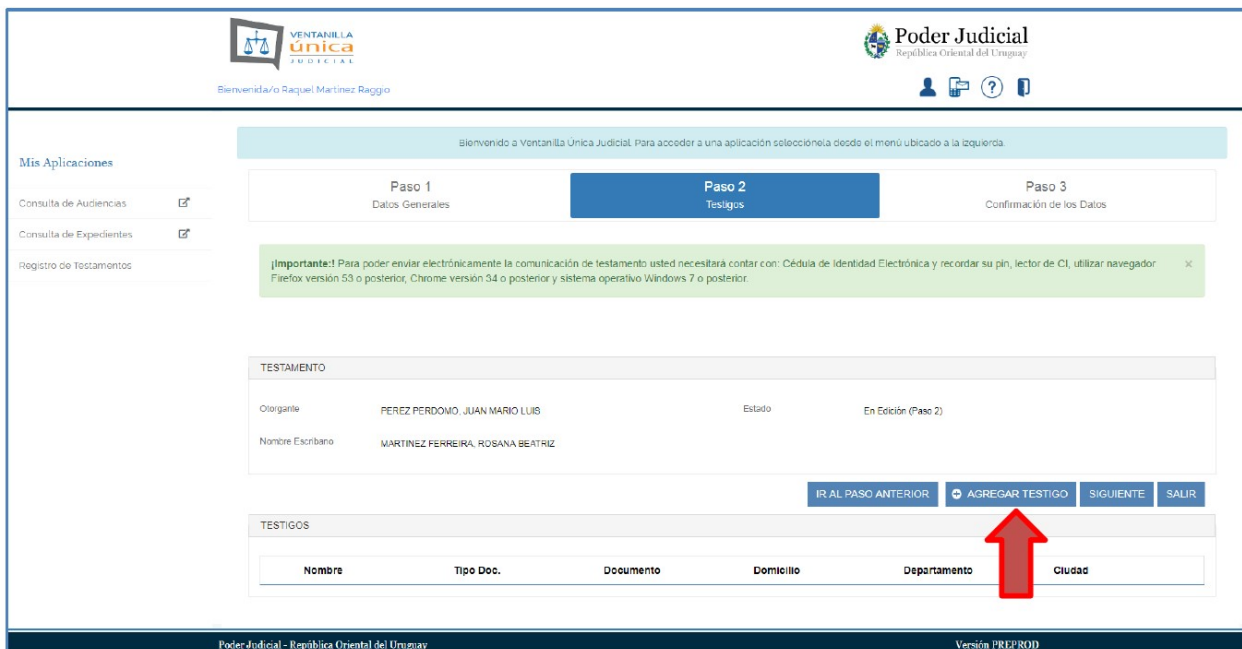 VENTANILLA
única
JUDICIAL
Poder Judicial
República Oriental del Uruguay
Bienvenida/o Raquel Martinez Raggio
?
Bienvenido a Ventanilla Única Judicial. Para acceder a una aplicación selecciónela desde el menú ubicado a la izquierda.
Mis Aplicaciones
Consulta de Audiencias
Consulta de Expedientes
Registro de Testamentos
Paso 1
Datos Generales
Paso 2
Testigos
Paso 3
Confirmación de los Datos
¡Importante:! Para poder enviar electrónicamente la comunicación de testamento usted necesitará contar con: Cédula de Identidad Electrónica y recordar su pin, lector de CI, utilizar navegador
Firefox versión 53 o posterior, Chrome versión 34 o posterior y sistema operativo Windows 7 o posterior.
×
TESTAMENTO
Otorgante PEREZ PERDOMO, JUAN MARIO LUIS Estado En Edición (Paso 2)
Nombre Escribano MARTINEZ FERREIRA, ROSANA BEATRIZ
IR AL PASO ANTERIOR AGREGAR TESTIGO SIGUIENTE SALIR
TESTIGOS
Nombre Tipo Doc. Documento Domicilio Departamento Ciudad
Poder Judicial - República Oriental del Uruguay Versión PREPROD